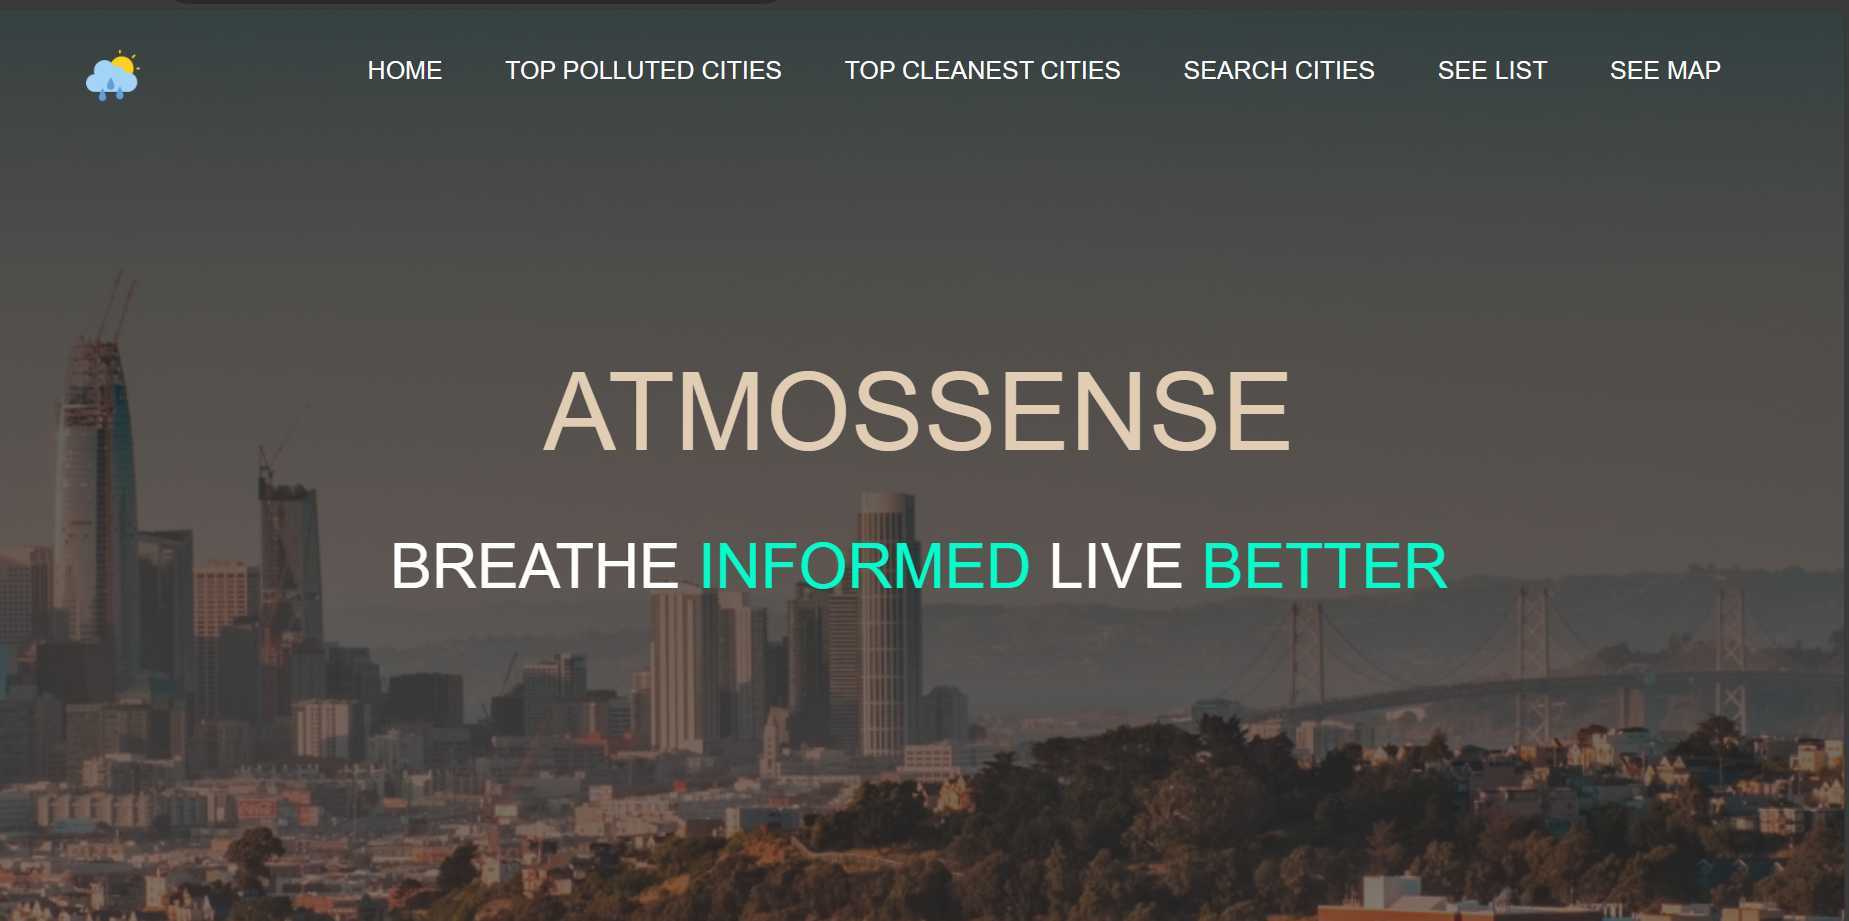 HOME TOP POLLUTED CITIES TOP CLEANEST CITIES SEARCH CITIES SEE LIST SEE MAP
ATMOSSENSE
BREATHE INFORMED LIVE BETTER